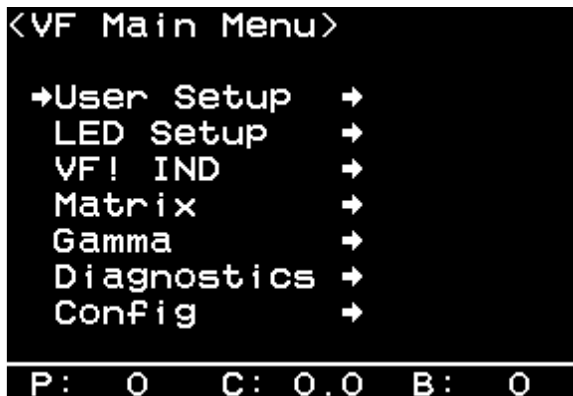 <VF Main Menu>
➔User Setup ➔
LED Setup ➔
VF! IND ➔
Matrix ➔
Gamma ➔
Diagnostics ➔
Config ➔
P: 0 C: 0.0 B: 0